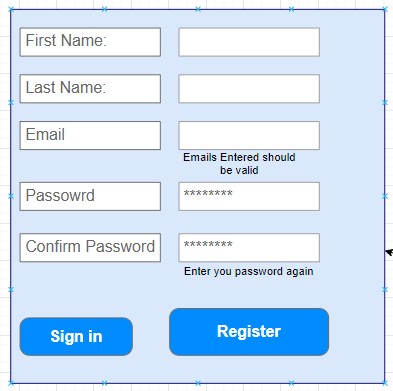 First Name:
Last Name:
Email
Emails Entered should
be valid
Passowrd ********
Confirm Password ********
Enter you password again
Sign in Register